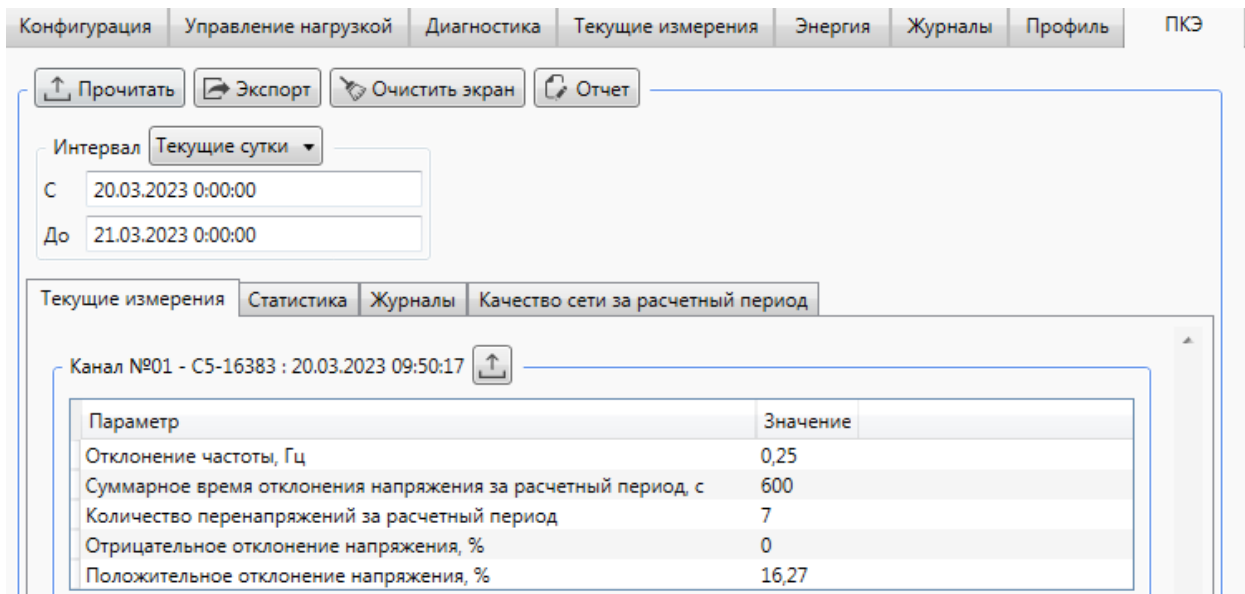 Конфигурация Управление нагрузкой Диагностика Текущие измерения Энергия Журналы Профиль ПКЭ
Прочитать Экспорт Очистить экран Отчет
Интервал Текущие сутки
С 20.03.2023 0:00:00
До 21.03.2023 0:00:00
Текущие измерения Статистика Журналы Качество сети за расчетный период
Канал №01 - C5-16383 : 20.03.2023 09:50:17
Параметр Значение
Отклонение частоты, Гц 0,25
Суммарное время отклонения напряжения за расчетный период, с 600
Количество перенапряжений за расчетный период 7
Отрицательное отклонение напряжения, % 0
Положительное отклонение напряжения, % 16,27